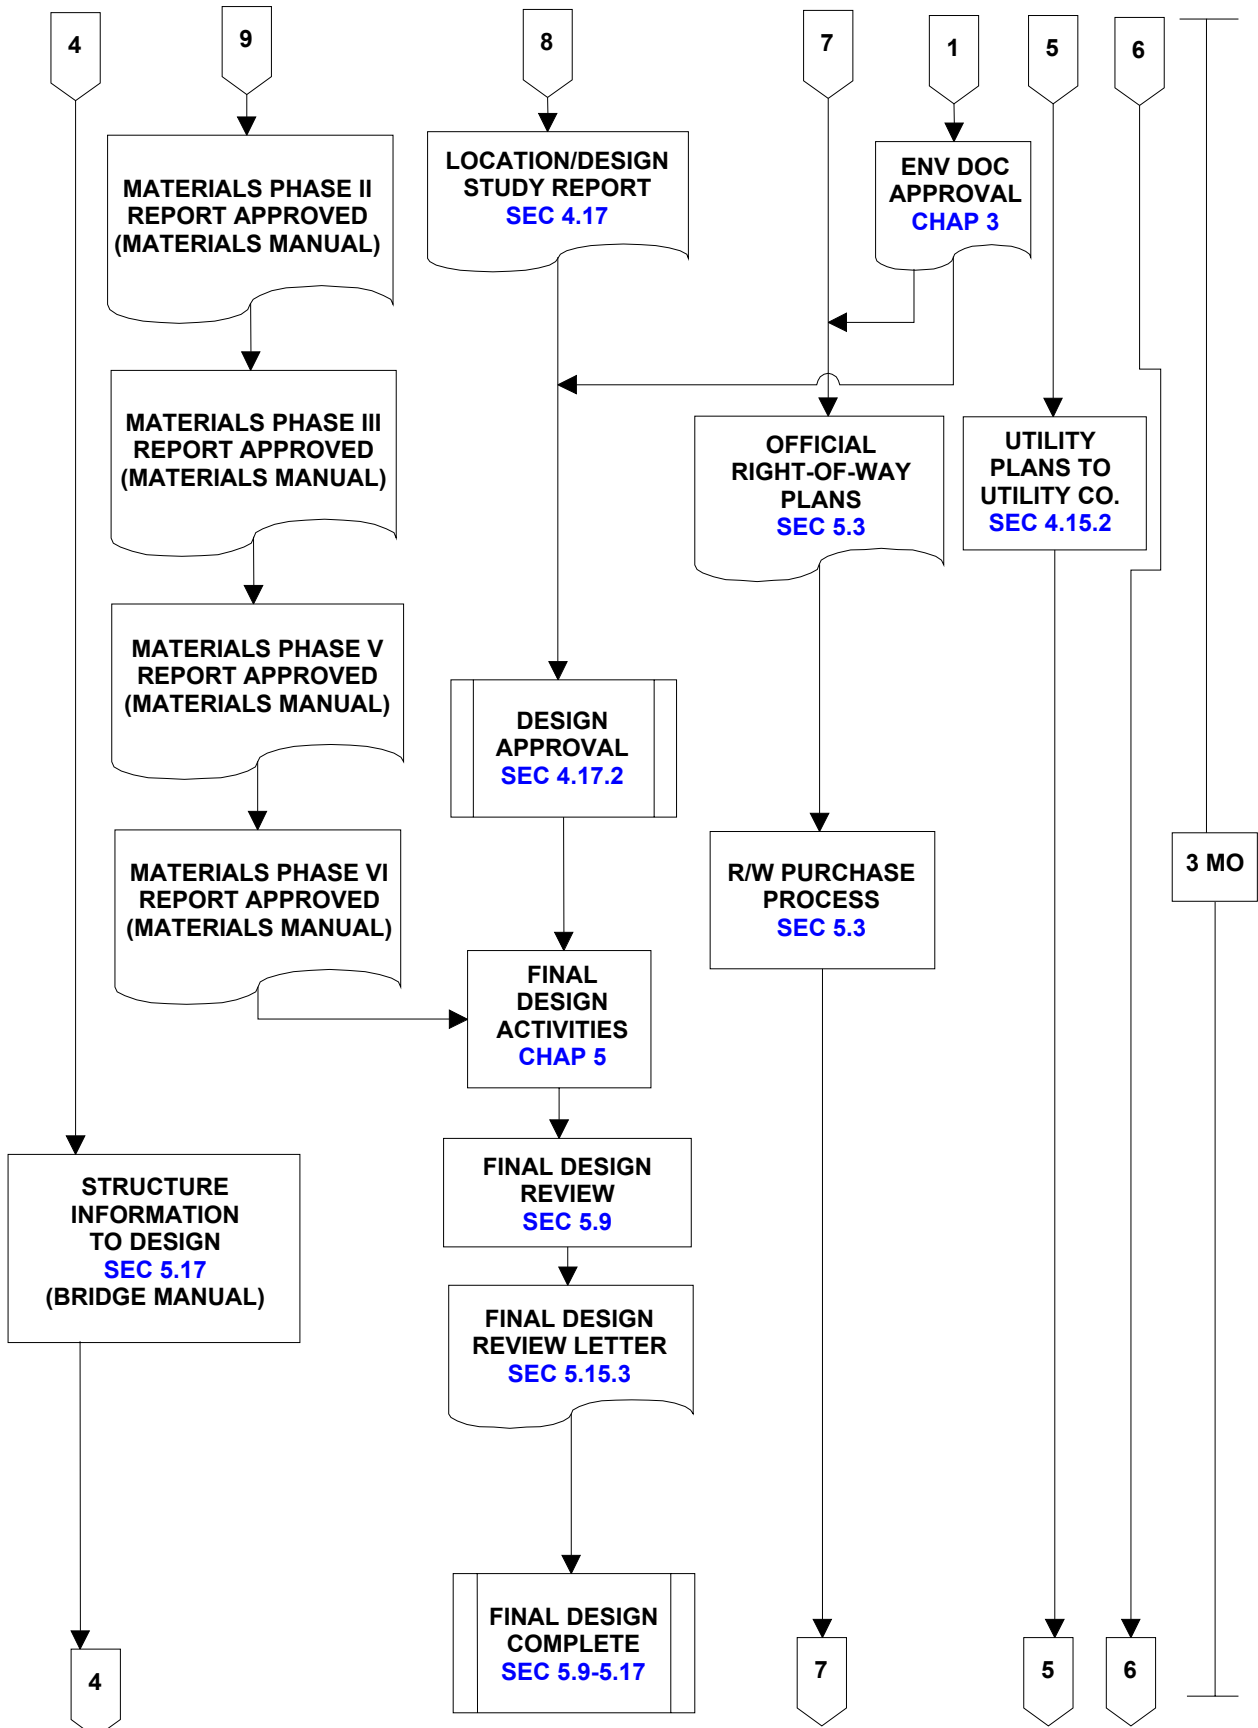 4
9
8
7
1
5
6
MATERIALS PHASE II
REPORT APPROVED
(MATERIALS MANUAL)
LOCATION/DESIGN
STUDY REPORT
SEC 4.17
ENV DOC
APPROVAL
CHAP 3
MATERIALS PHASE III
REPORT APPROVED
(MATERIALS MANUAL)
OFFICIAL
RIGHT-OF-WAY
PLANS
SEC 5.3
UTILITY
PLANS TO
UTILITY CO.
SEC 4.15.2
MATERIALS PHASE V
REPORT APPROVED
(MATERIALS MANUAL)
DESIGN
APPROVAL
SEC 4.17.2
MATERIALS PHASE VI
REPORT APPROVED
(MATERIALS MANUAL)
R/W PURCHASE
PROCESS
SEC 5.3
3 MO
FINAL
DESIGN
ACTIVITIES
CHAP 5
FINAL DESIGN
REVIEW
SEC 5.9
STRUCTURE
INFORMATION
TO DESIGN
SEC 5.17
(BRIDGE MANUAL)
FINAL DESIGN
REVIEW LETTER
SEC 5.15.3
FINAL DESIGN
COMPLETE
SEC 5.9-5.17
4
7
5
6